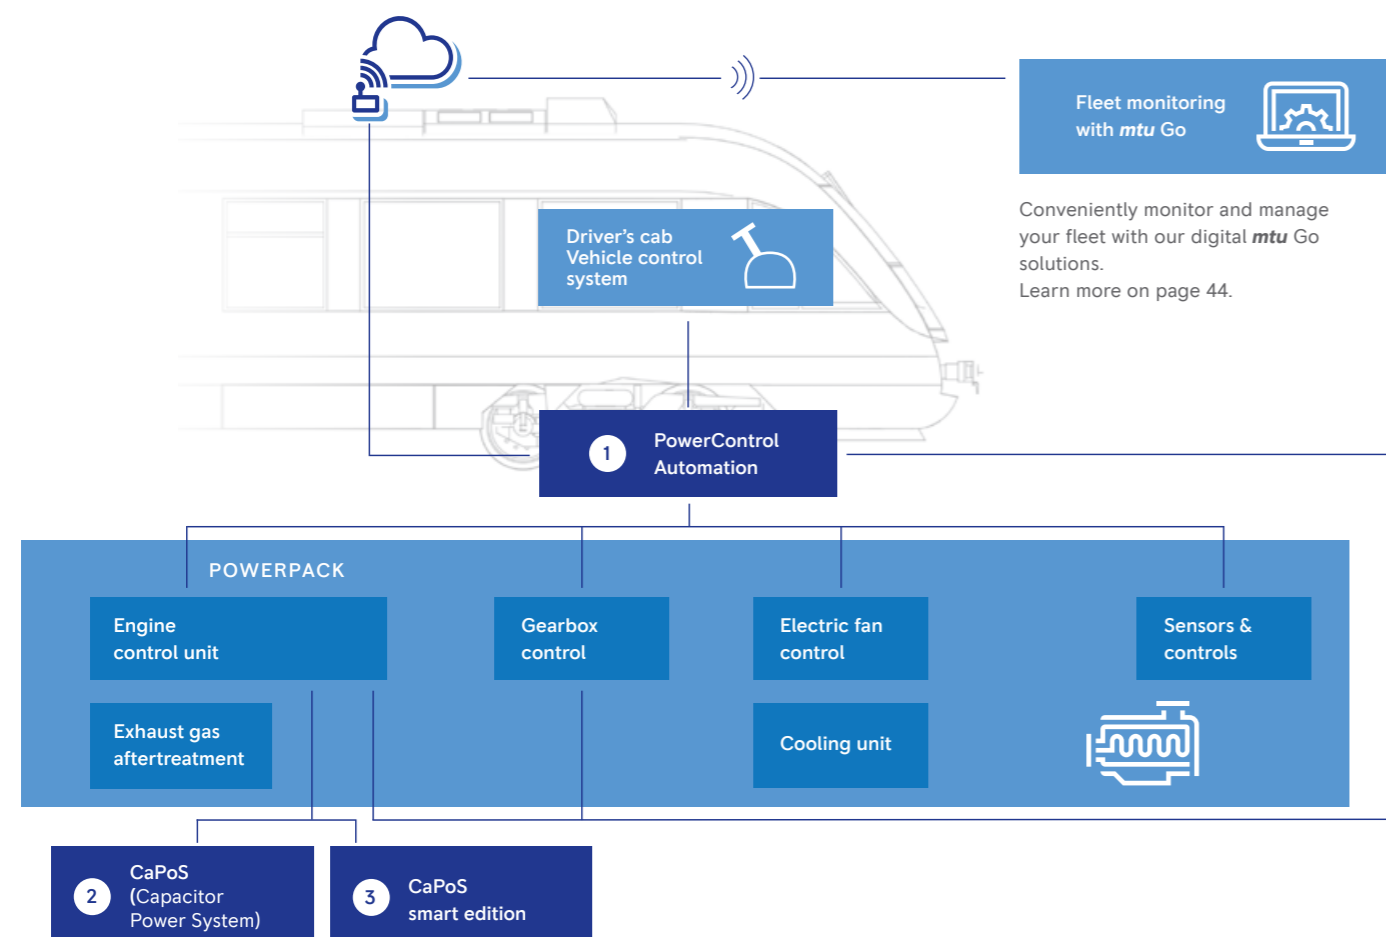 Fleet monitoring
with mtu Go
Conveniently monitor and manage
your fleet with our digital mtu Go
solutions.
Learn more on page 44.
Driver’s cab
Vehicle control
system
1
PowerControl
Automation
POWERPACK
Engine
control unit
Gearbox
control
Electric fan
control
Sensors &
controls
Exhaust gas
aftertreatment
Cooling unit
2
CaPoS
(Capacitor
Power System)
3
CaPoS
smart edition